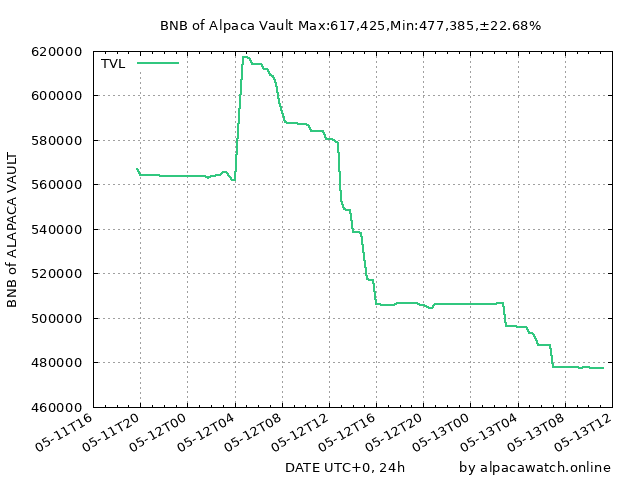 BNB of Alpaca Vault Max:617,425,Min:477,385,±22.68%
TVL
620000
600000
580000
560000
540000
520000
500000
480000
460000
BNB of ALAPACA VAULT
05-11T16
05-11T20
05-12T00
05-12T04
05-12T08
05-12T12
05-12T16
05-12T20
05-13T00
05-13T04
05-13T08
05-13T12
DATE UTC+0, 24h
by alpacawatch.online